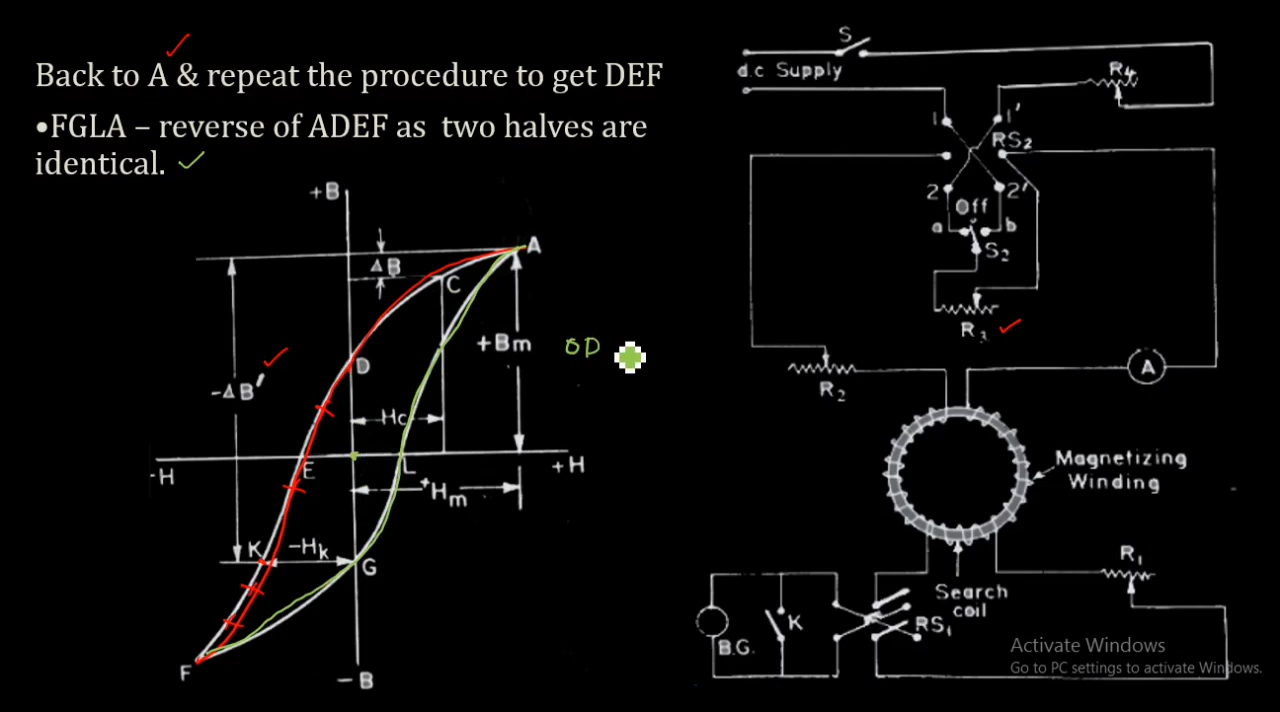 Back to A & repeat the procedure to get DEF
•FGLA – reverse of ADEF as two halves are
identical.
+B
A
ΔB
C
+Bm
OD
D
-ΔB'
Hc
-H
E
L
+H
+Hm
K
-Hk
G
F
-B
S
d.c Supply
R4
1
1'
RS2
2
2'
Off
a
b
S2
R3
A
R2
Magnetizing
Winding
R1
Search
coil
K
RS1
B.G.
Activate Windows
Go to PC settings to activate Windows.